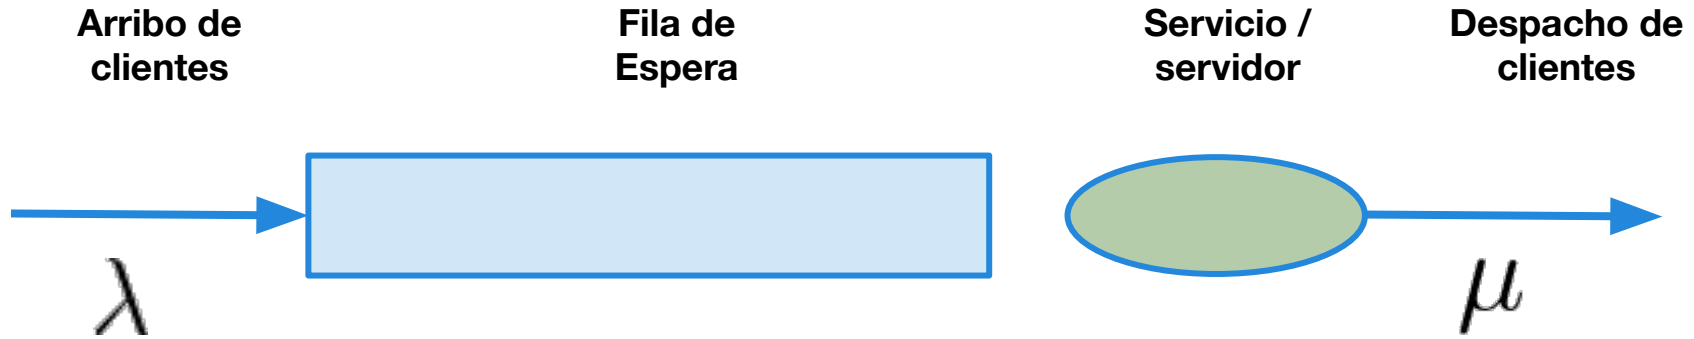 Arribo de
clientes
Fila de
Espera
Servicio /
servidor
Despacho de
clientes
λ
μ